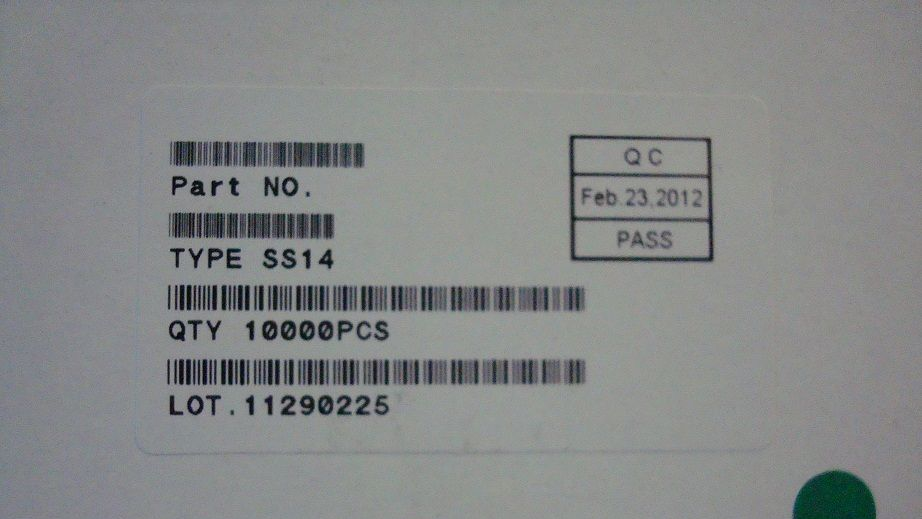 Part NO.
TYPE SS14
QTY 10000PCS
LOT.11290225
QC
Feb.23,2012
PASS